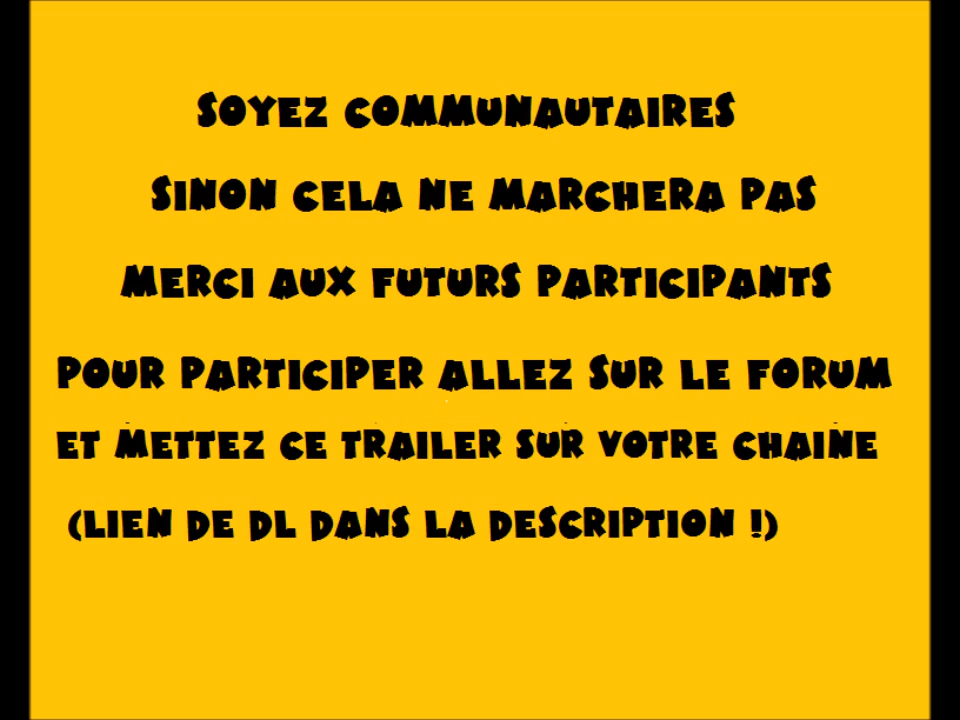 SOYEZ COMMUNAUTAIRES
SINON CELA NE MARCHERA PAS
MERCI AUX FUTURS PARTICIPANTS
POUR PARTICIPER ALLEZ SUR LE FORUM
ET METTEZ CE TRAILER SUR VOTRE CHAINE
(LIEN DE DL DANS LA DESCRIPTION !)